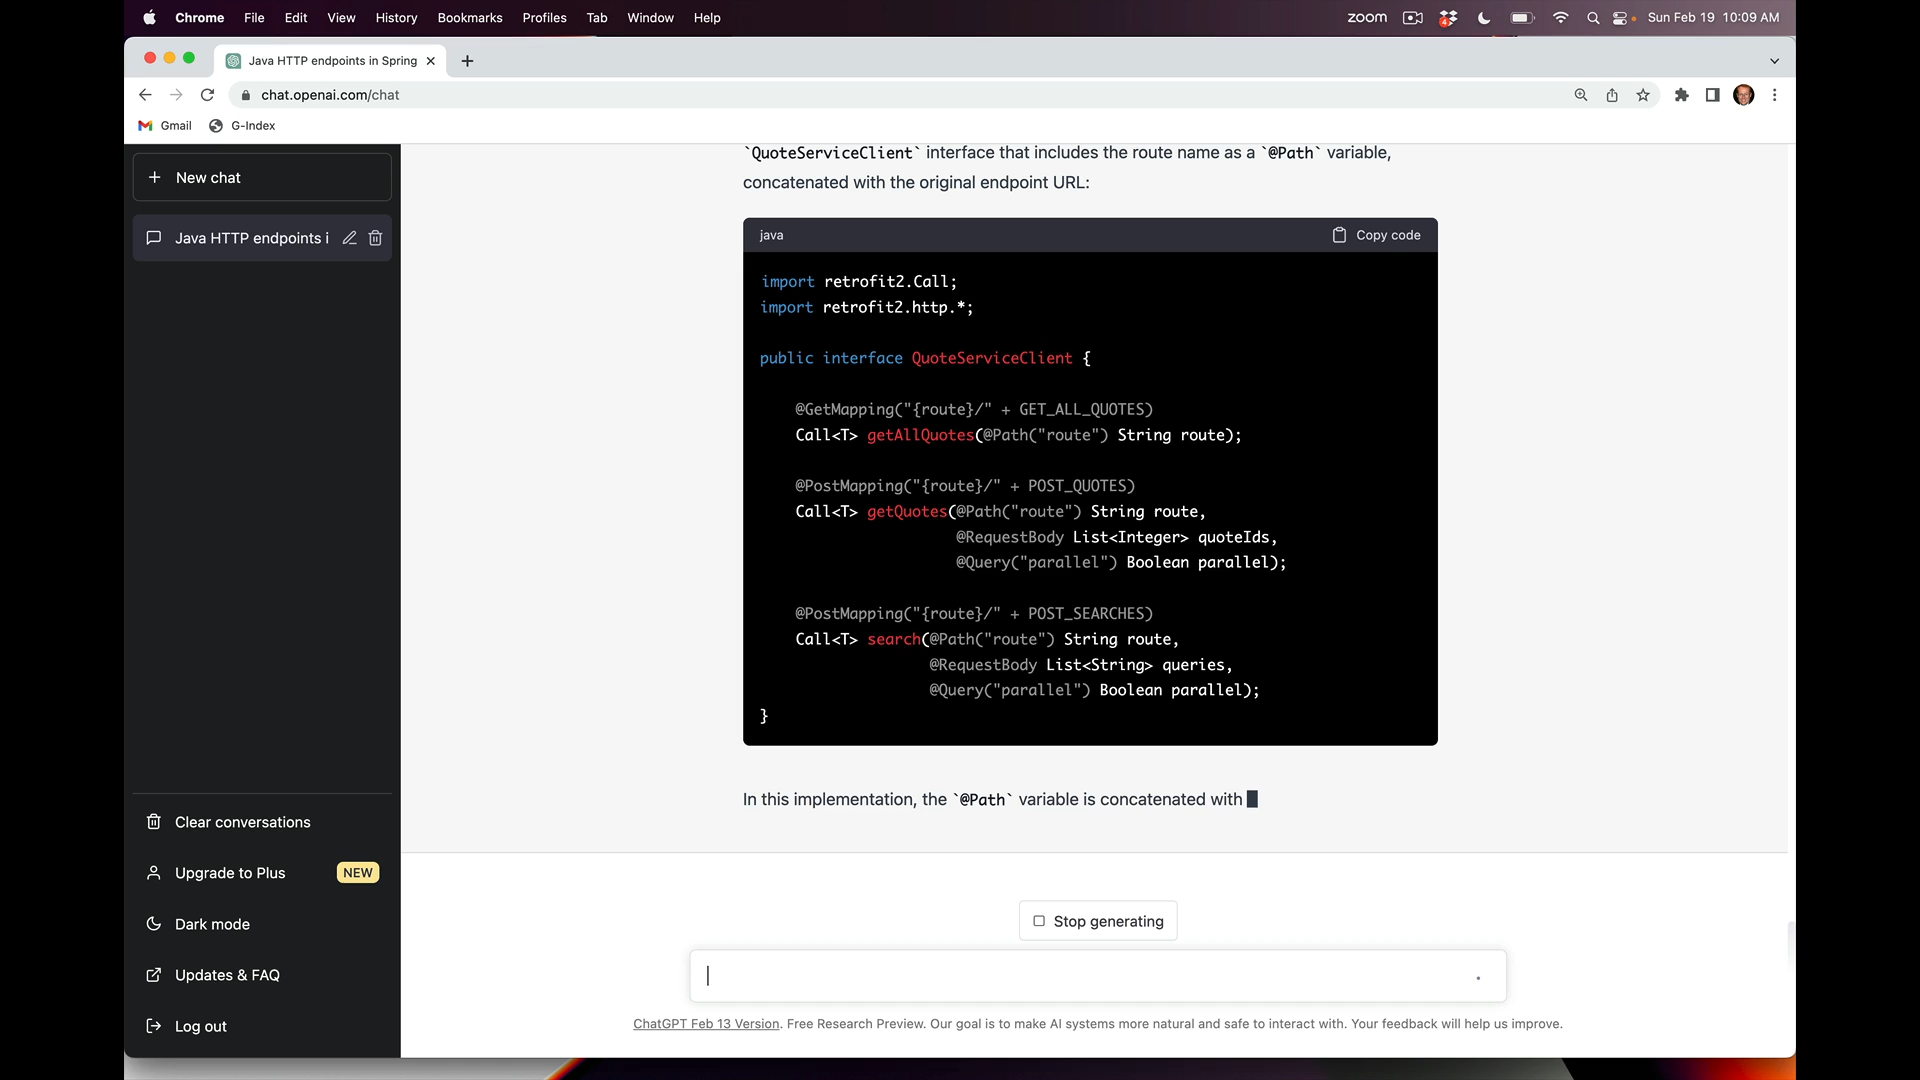 Chrome File Edit View History Bookmarks Profiles Tab Window Help zoom 4 Sun Feb 19 10:09 AM
Java HTTP endpoints in Spring
chat.openai.com/chat
Gmail G-Index
New chat
Java HTTP endpoints i
Clear conversations
Upgrade to Plus NEW
Dark mode
Updates & FAQ
Log out
`QuoteServiceClient` interface that includes the route name as a `@Path` variable,
concatenated with the original endpoint URL:
java Copy code
import retrofit2.Call;
import retrofit2.http.*;
public interface QuoteServiceClient {
@GetMapping("{route}/" + GET_ALL_QUOTES)
Call<T> getAllQuotes(@Path("route") String route);
@PostMapping("{route}/" + POST_QUOTES)
Call<T> getQuotes(@Path("route") String route,
@RequestBody List<Integer> quoteIds,
@Query("parallel") Boolean parallel);
@PostMapping("{route}/" + POST_SEARCHES)
Call<T> search(@Path("route") String route,
@RequestBody List<String> queries,
@Query("parallel") Boolean parallel);
}
In this implementation, the `@Path` variable is concatenated with
Stop generating
ChatGPT Feb 13 Version. Free Research Preview. Our goal is to make AI systems more natural and safe to interact with. Your feedback will help us improve.